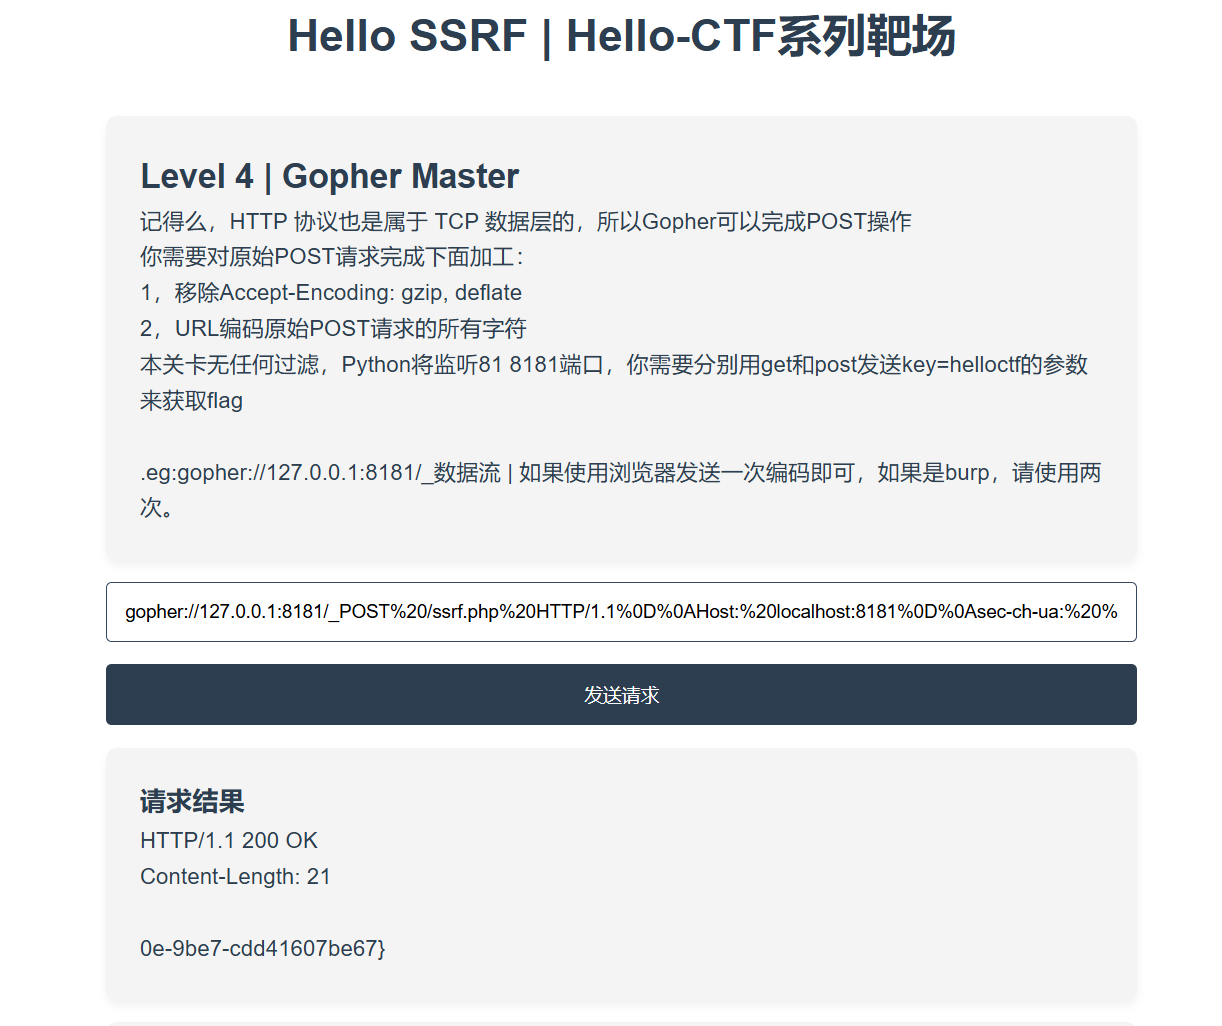 Hello SSRF | Hello-CTF系列靶场
Level 4 | Gopher Master
记得么，HTTP 协议也是属于 TCP 数据层的，所以Gopher可以完成POST操作
你需要对原始POST请求完成下面加工：
1，移除Accept-Encoding: gzip, deflate
2，URL编码原始POST请求的所有字符
本关卡无任何过滤，Python将监听81 8181端口，你需要分别用get和post发送key=helloctf的参数
来获取flag
.eg:gopher://127.0.0.1:8181/_数据流 | 如果使用浏览器发送一次编码即可，如果是burp，请使用两
次。
gopher://127.0.0.1:8181/_POST%20/ssrf.php%20HTTP/1.1%0D%0AHost:%20localhost:8181%0D%0Asec-ch-ua:%20%
发送请求
请求结果
HTTP/1.1 200 OK
Content-Length: 21
0e-9be7-cdd41607be67}